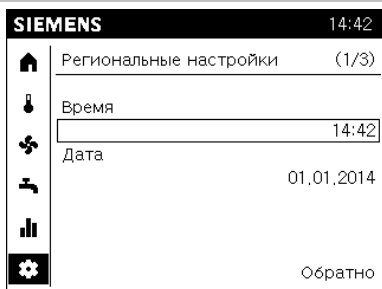 SIEMENS 14:42
Региональные настройки (1/3)
Время
14:42
Дата
01.01.2014
Обратно